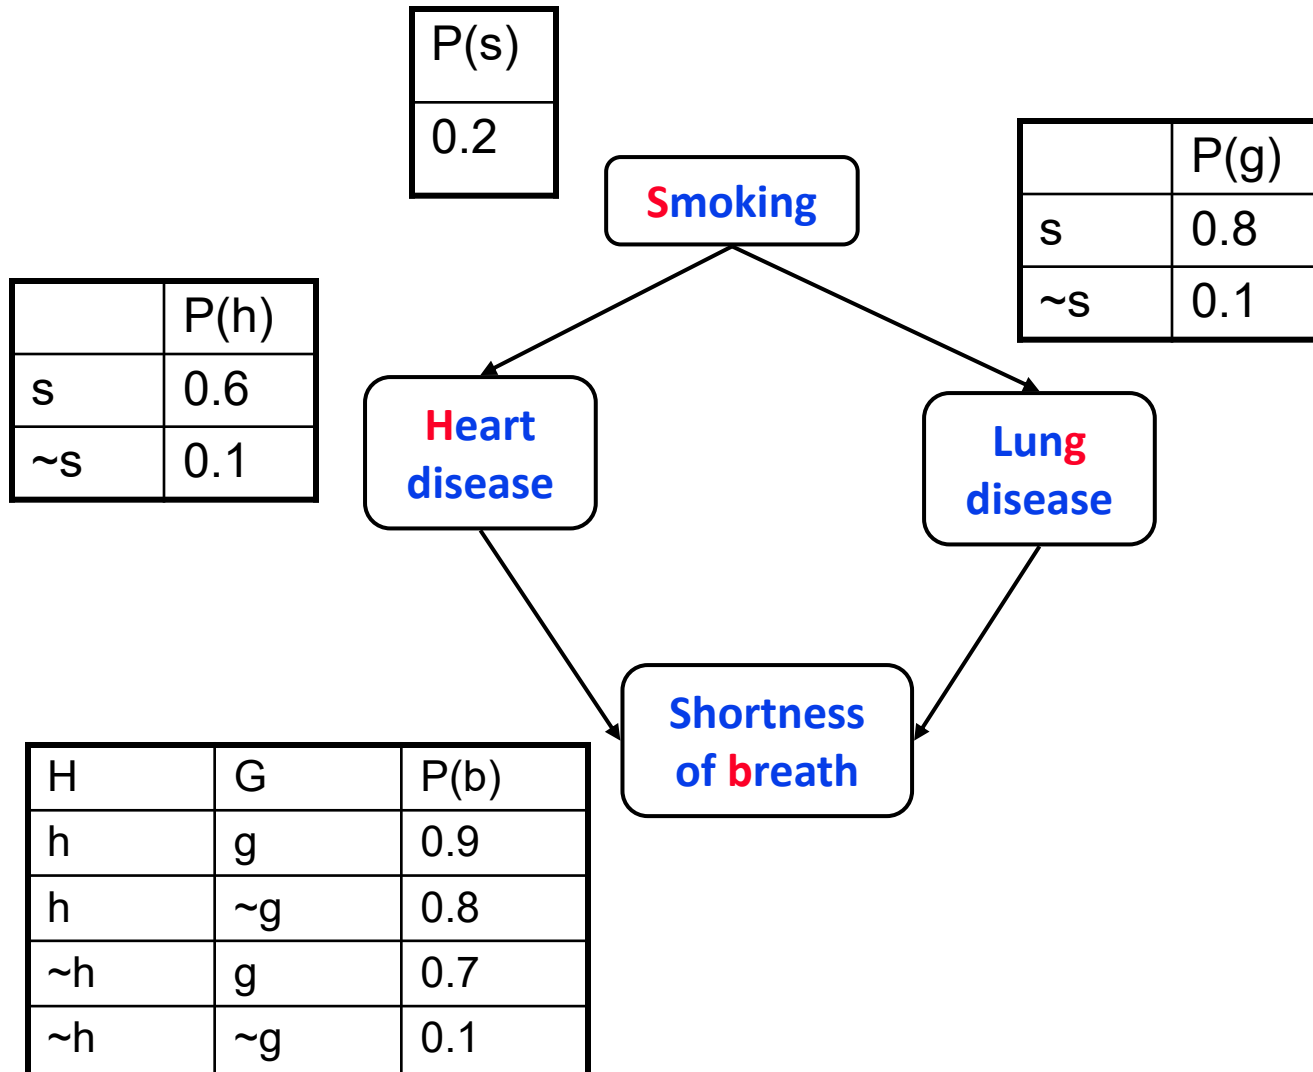 P(s)
0.2
Smoking
P(g)
s 0.8
~s 0.1
P(h)
s 0.6
~s 0.1
Heart
disease
Lung
disease
Shortness
of breath
H G P(b)
h g 0.9
h ~g 0.8
~h g 0.7
~h ~g 0.1